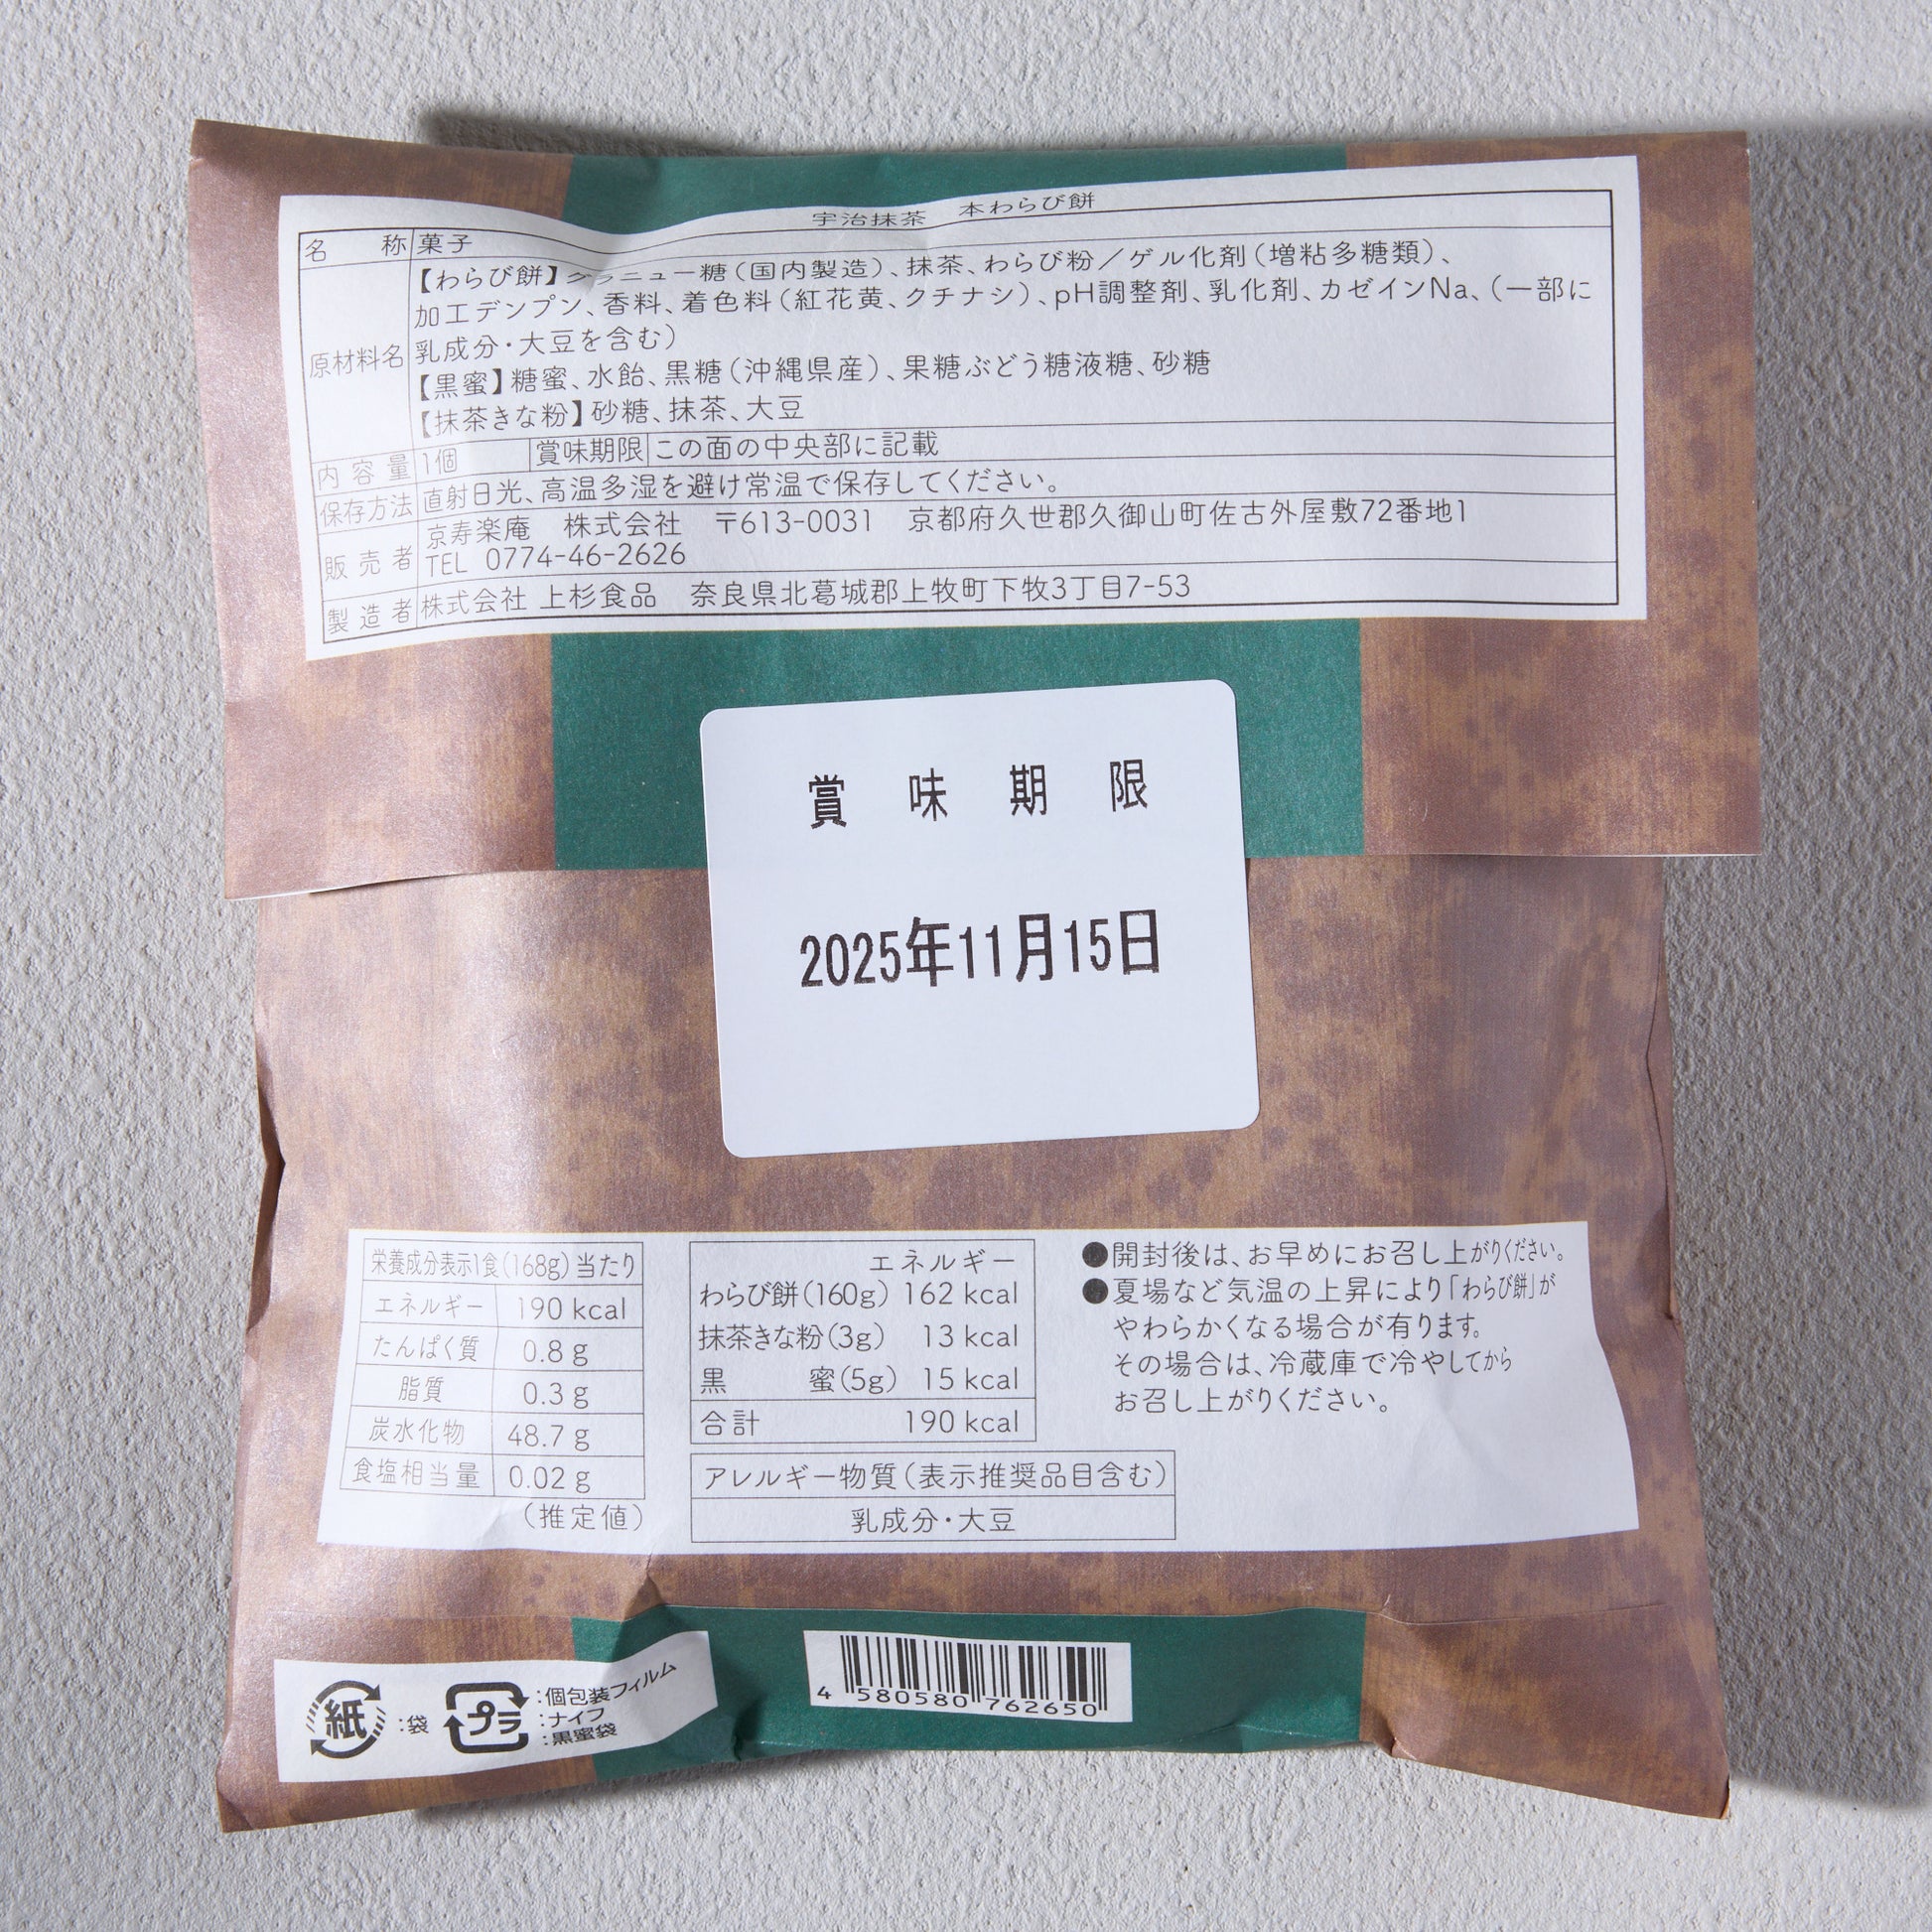 宇治抹茶　本わらび餅
名称 菓子
原材料名 【わらび餅】グラニュー糖（国内製造）、抹茶、わらび粉／ゲル化剤（増粘多糖類）、
加工デンプン、香料、着色料（紅花黄、クチナシ）、pH調整剤、乳化剤、カゼインNa、（一部に
乳成分・大豆を含む）
【黒蜜】糖蜜、水飴、黒糖（沖縄県産）、果糖ぶどう糖液糖、砂糖
【抹茶きな粉】砂糖、抹茶、大豆
内容量 1個 賞味期限 この面の中央部に記載
保存方法 直射日光、高温多湿を避け常温で保存してください。
販売者 京寿楽庵　株式会社　〒613-0031　京都府久世郡久御山町佐古外屋敷72番地1
TEL 0774-46-2626
製造者 株式会社 上杉食品　奈良県北葛城郡上牧町下牧3丁目7-53
賞味期限
2025年11月15日
栄養成分表示1食(168g)当たり
エネルギー 190 kcal
たんぱく質 0.8 g
脂質 0.3 g
炭水化物 48.7 g
食塩相当量 0.02 g
（推定値）
エネルギー
わらび餅(160g) 162 kcal
抹茶きな粉(3g) 13 kcal
黒蜜(5g) 15 kcal
合計 190 kcal
アレルギー物質（表示推奨品目含む）
乳成分・大豆
●開封後は、お早めにお召し上がりください。
●夏場など気温の上昇により「わらび餅」が
やわらかくなる場合が有ります。
その場合は、冷蔵庫で冷やしてから
お召し上がりください。
紙 :袋
プラ :個包装フィルム
:ナイフ
:黒蜜袋
4 580580 762650